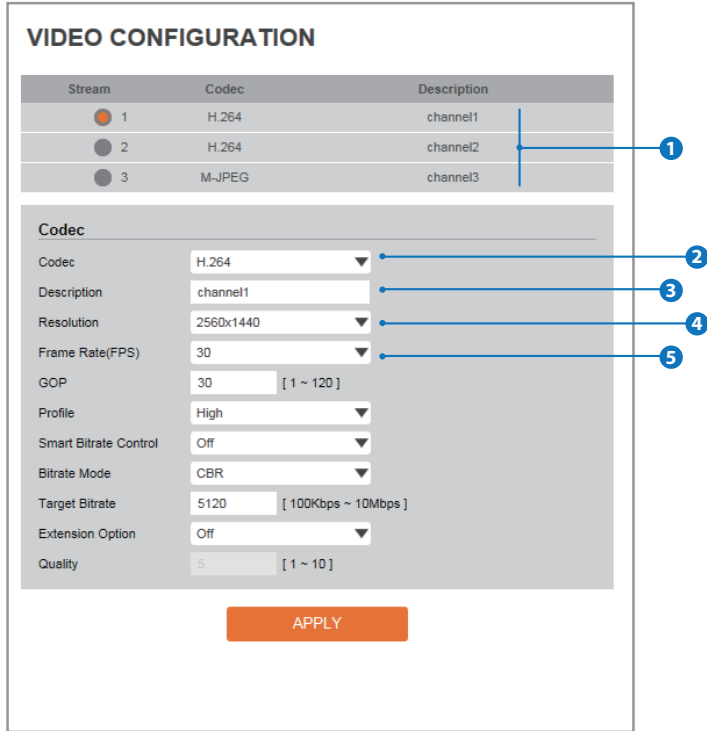 VIDEO CONFIGURATION
Stream Codec Description
1 H.264 channel1
2 H.264 channel2
3 M-JPEG channel3
1
Codec
Codec H.264
2
Description channel1
3
Resolution 2560x1440
4
Frame Rate(FPS) 30
5
GOP 30 [ 1 ~ 120 ]
Profile High
Smart Bitrate Control Off
Bitrate Mode CBR
Target Bitrate 5120 [ 100Kbps ~ 10Mbps ]
Extension Option Off
Quality 5 [ 1 ~ 10 ]
APPLY